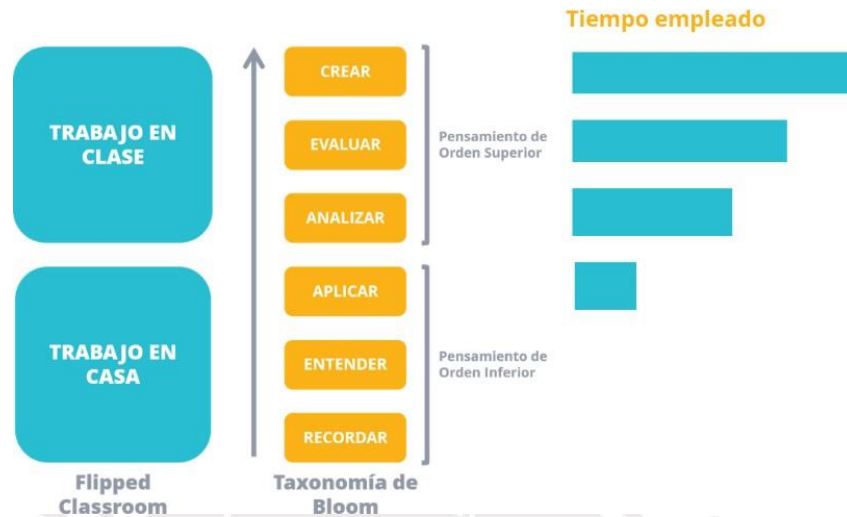 Tiempo empleado
TRABAJO EN
CLASE
CREAR
EVALUAR
ANALIZAR
Pensamiento de
Orden Superior
TRABAJO EN
CASA
APLICAR
ENTENDER
RECORDAR
Pensamiento de
Orden Inferior
Flipped
Classroom
Taxonomía de
Bloom